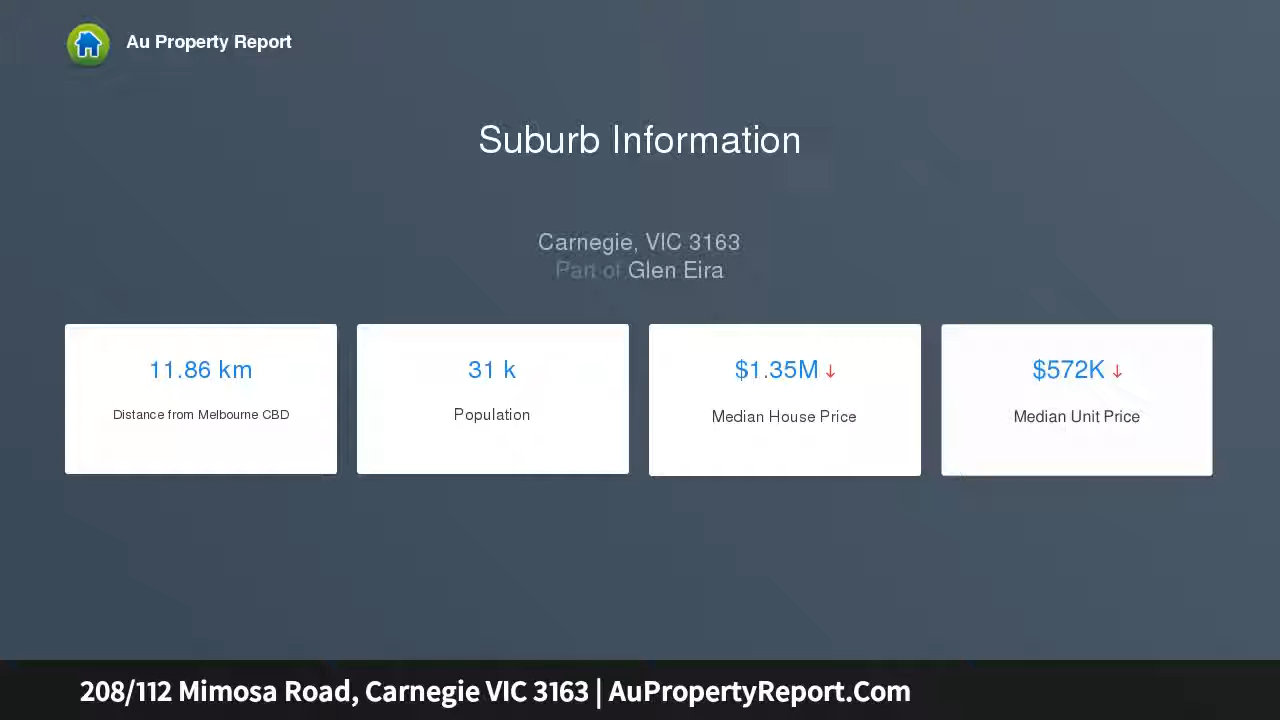 Au Property Report
Suburb Information
Carnegie, VIC 3163
Part of Glen Eira
11.86 km
Distance from Melbourne CBD
31 k
Population
$1.35M ↓
Median House Price
$572K ↓
Median Unit Price
208/112 Mimosa Road, Carnegie VIC 3163 | AuPropertyReport.Com